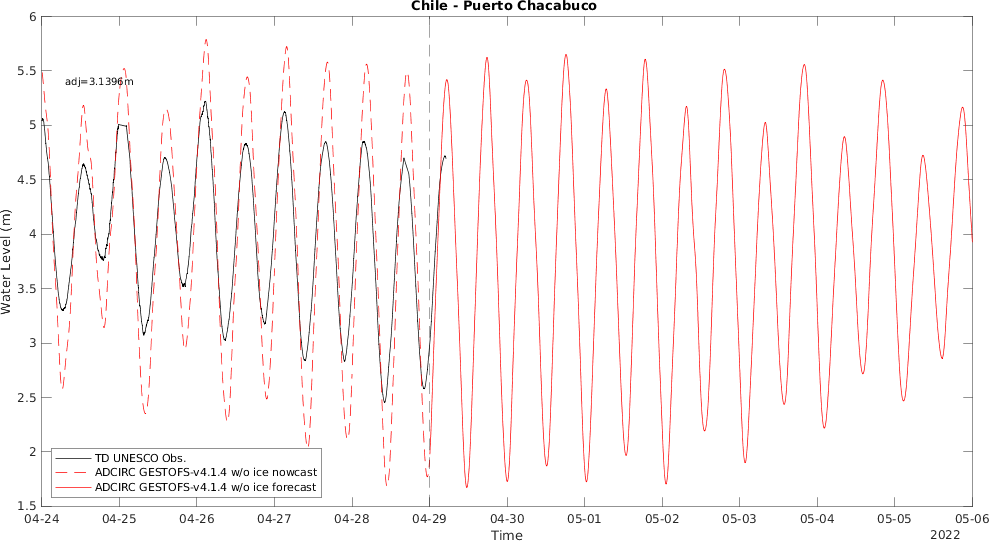 Chile - Puerto Chacabuco
6
5.5
adj=3.1396m
5
4.5
4
3.5
3
2.5
2
1.5
Water Level (m)
TD UNESCO Obs.
ADCIRC GESTOFS-v4.1.4 w/o ice nowcast
ADCIRC GESTOFS-v4.1.4 w/o ice forecast
04-24 04-25 04-26 04-27 04-28 04-29 04-30 05-01 05-02 05-03 05-04 05-05 05-06
Time
2022